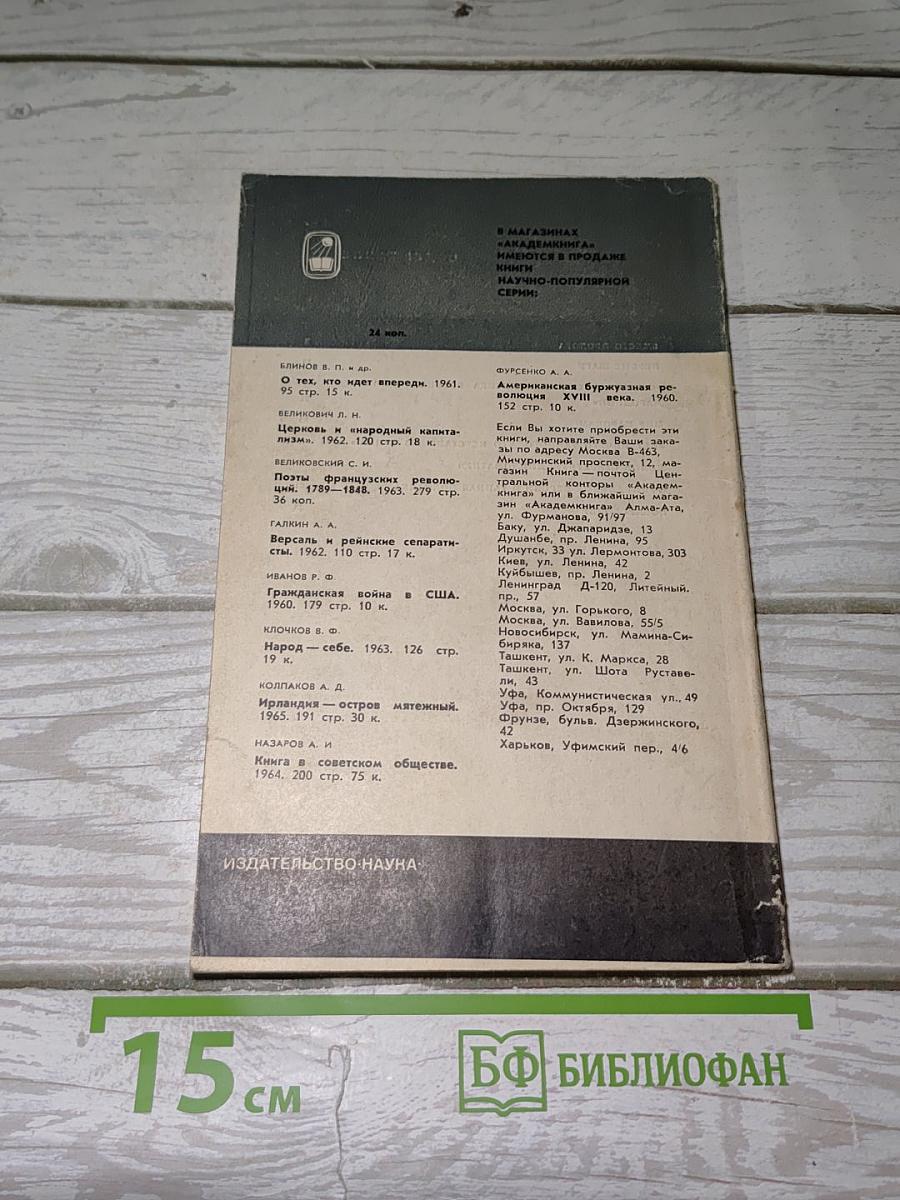 В МАГАЗИНАХ
«АКАДЕМКНИГА»
ИМЕЮТСЯ В ПРОДАЖЕ
КНИГИ
НАУЧНО-ПОПУЛЯРНОЙ
СЕРИИ:
24 коп.
БЛИНОВ В. П. и др.
О тех, кто идет впереди. 1961.
95 стр. 15 к.
ВЕЛИКОВИЧ Л. Н.
Церковь и «народный капита-
лизм». 1962. 120 стр. 18 к.
ВЕЛИКОВСКИЙ С. И.
Поэты французских револю-
ций. 1789—1848. 1963. 279 стр.
36 коп.
ГАЛКИН А. А.
Версаль и рейнские сепарати-
сты. 1962. 110 стр. 17 к.
ИВАНОВ Р. Ф.
Гражданская война в США.
1960. 179 стр. 10 к.
КЛОЧКОВ В. Ф.
Народ — себе. 1963. 126 стр.
19 к.
КОЛПАКОВ А. Д.
Ирландия — остров мятежный.
1965. 191 стр. 30 к.
НАЗАРОВ А. И
Книга в советском обществе.
1964. 200 стр. 75 к.
ФУРСЕНКО А. А.
Американская буржуазная ре-
волюция XVIII века. 1960.
152 стр. 10 к.
Если Вы хотите приобрести эти
книги, направляйте Ваши зака-
зы по адресу Москва В-463,
Мичуринский проспект, 12, ма-
газин Книга — почтой Цен-
тральной конторы «Академ-
книга» или в ближайший мага-
зин «Академкнига» Алма-Ата,
ул. Фурманова, 91/97
Баку, ул. Джапаридзе, 13
Душанбе, пр. Ленина, 95
Иркутск, 33 ул. Лермонтова, 303
Киев, ул. Ленина, 42
Куйбышев, пр. Ленина, 2
Ленинград Д-120, Литейный.
пр., 57
Москва, ул. Горького, 8
Москва, ул. Вавилова, 55/5
Новосибирск, ул. Мамина-Си-
биряка, 137
Ташкент, ул. К. Маркса, 28
Ташкент, ул. Шота Руставе-
ли, 43
Уфа, Коммунистическая ул., 49
Уфа, пр. Октября, 129
Фрунзе, бульв. Дзержинского,
42
Харьков, Уфимский пер., 4/6
ИЗДАТЕЛЬСТВО·НАУКА·
15 см
БФ БИБЛИОФАН